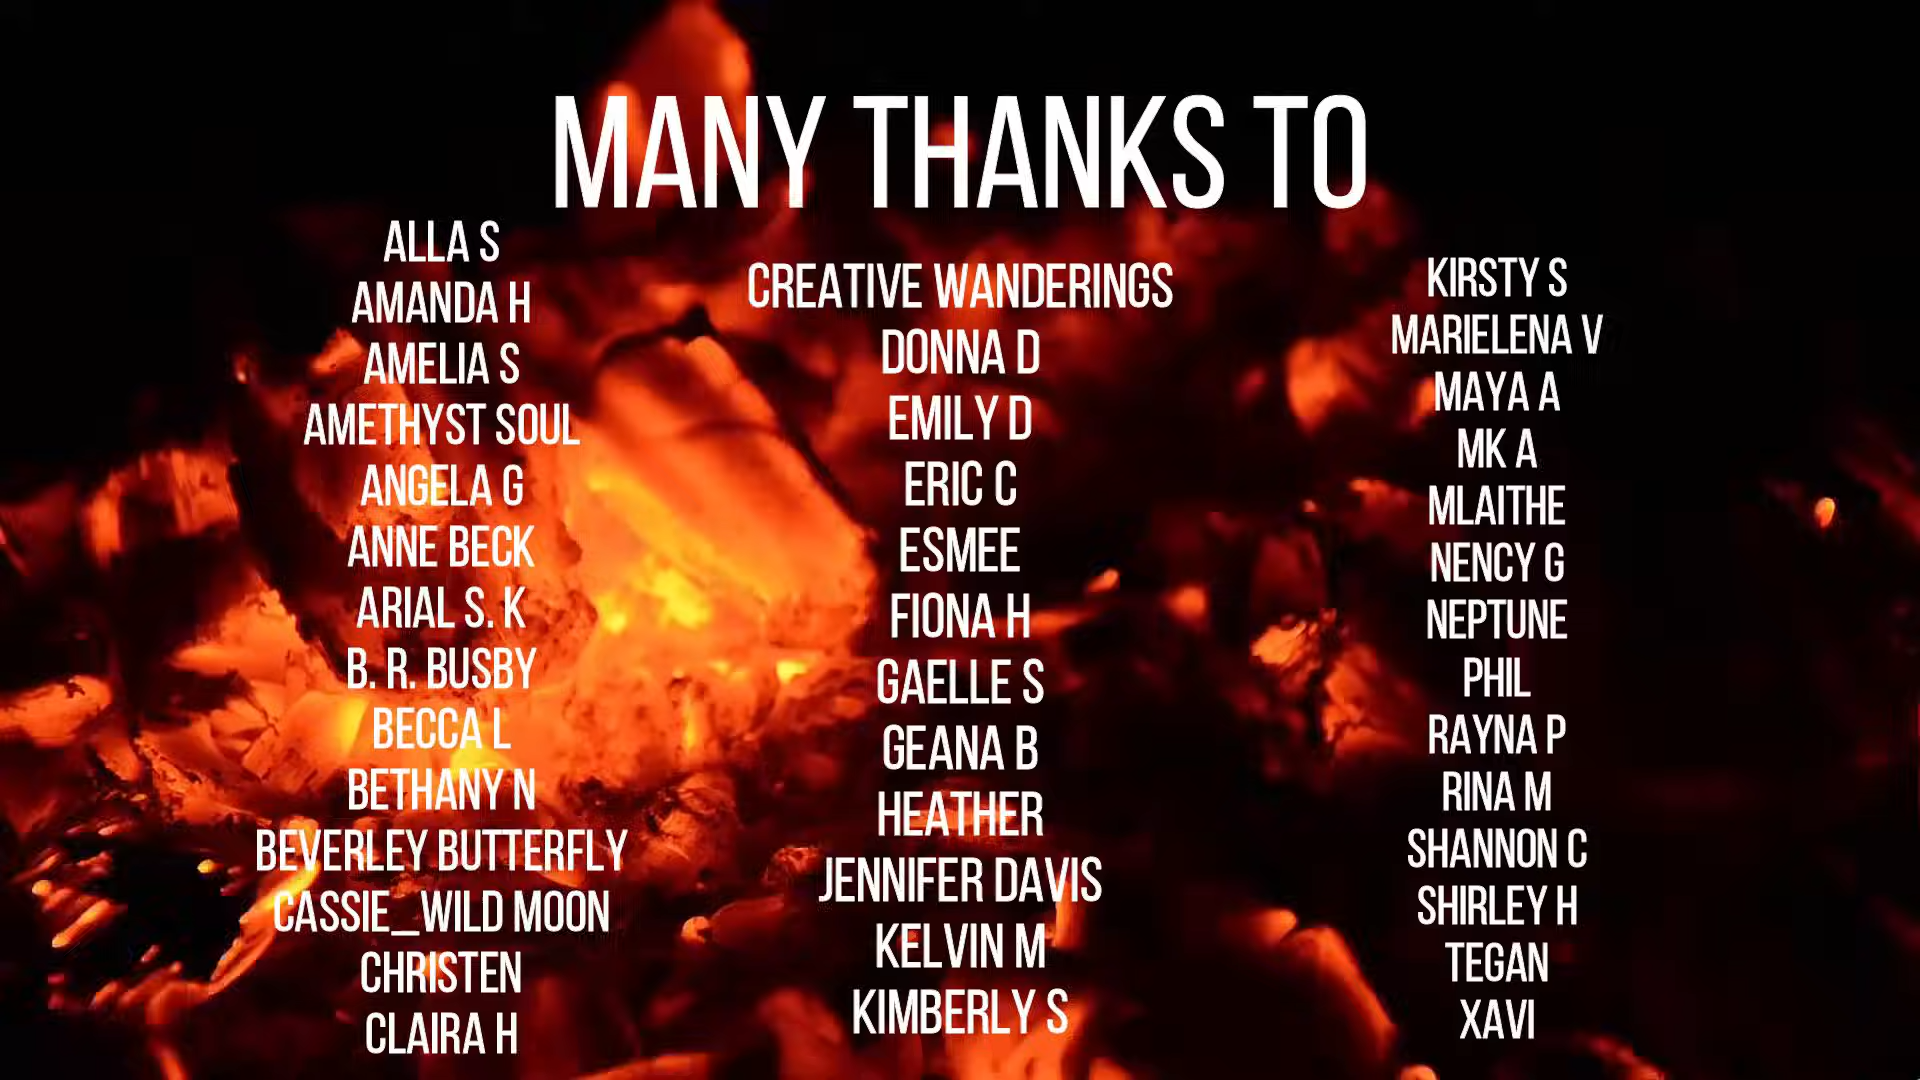 MANY THANKS TO
ALLA S
AMANDA H
AMELIA S
AMETHYST SOUL
ANGELA G
ANNE BECK
ARIAL S. K
B. R. BUSBY
BECCA L
BETHANY N
BEVERLEY BUTTERFLY
CASSIE_WILD MOON
CHRISTEN
CLAIRA H
CREATIVE WANDERINGS
DONNA D
EMILY D
ERIC C
ESMEE
FIONA H
GAELLE S
GEANA B
HEATHER
JENNIFER DAVIS
KELVIN M
KIMBERLY S
KIRSTY S
MARIELENA V
MAYA A
MK A
MLAITHE
NENCY G
NEPTUNE
PHIL
RAYNA P
RINA M
SHANNON C
SHIRLEY H
TEGAN
XAVI